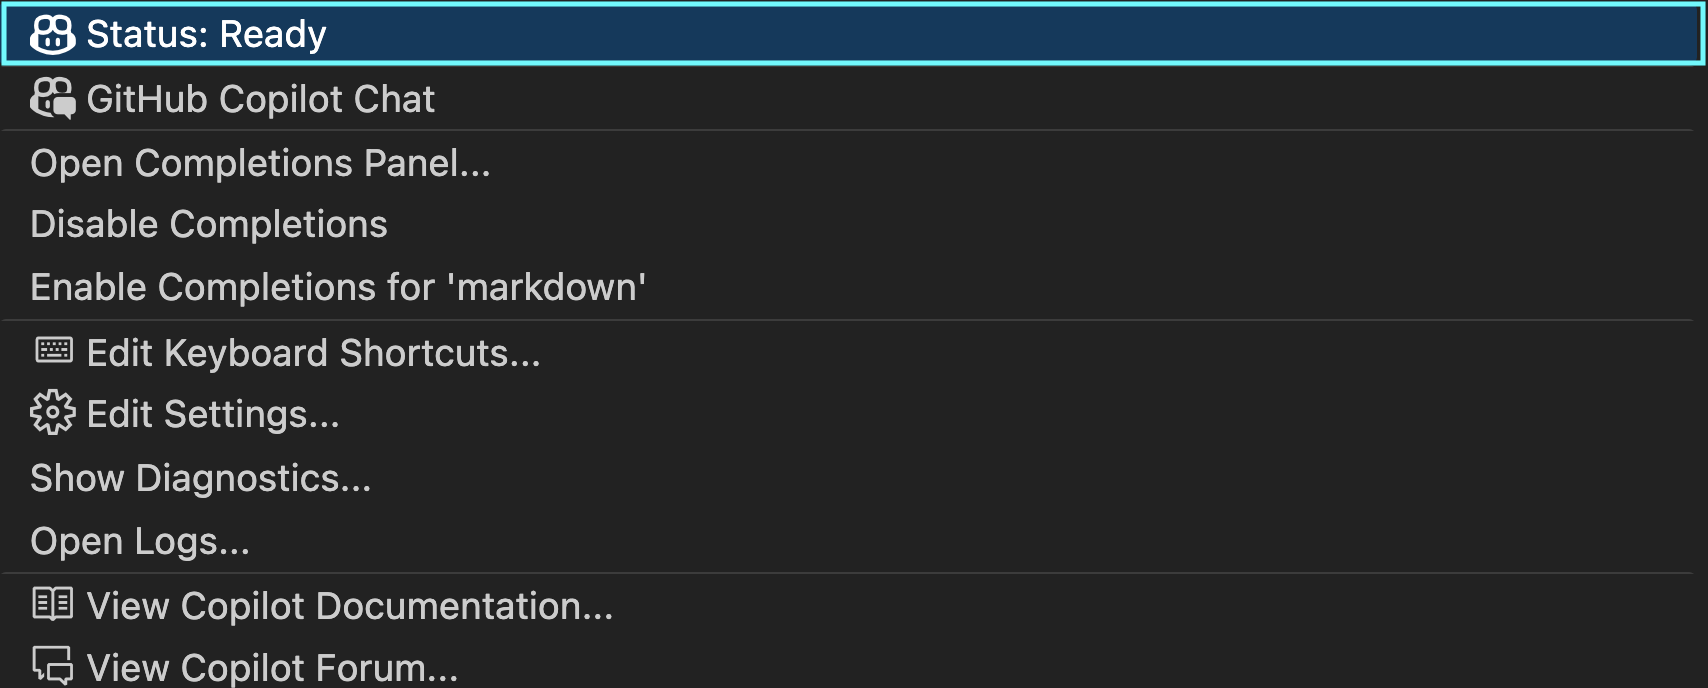 Status: Ready
GitHub Copilot Chat
Open Completions Panel...
Disable Completions
Enable Completions for 'markdown'
Edit Keyboard Shortcuts...
Edit Settings...
Show Diagnostics...
Open Logs...
View Copilot Documentation...
View Copilot Forum...